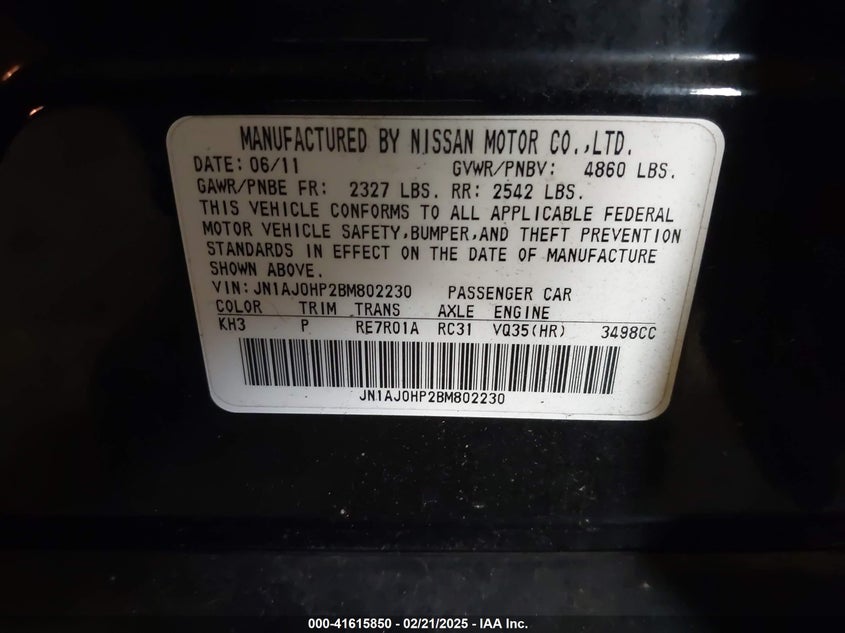 MANUFACTURED BY NISSAN MOTOR CO.,LTD.
DATE: 06/11 GVWR/PNBV: 4860 LBS.
GAWR/PNBE FR: 2327 LBS. RR: 2542 LBS.
THIS VEHICLE CONFORMS TO ALL APPLICABLE FEDERAL
MOTOR VEHICLE SAFETY,BUMPER,AND THEFT PREVENTION
STANDARDS IN EFFECT ON THE DATE OF MANUFACTURE
SHOWN ABOVE.
VIN: JN1AJ0HP2BM802230 PASSENGER CAR
COLOR TRIM TRANS AXLE ENGINE
KH3 P RE7R01A RC31 VQ35(HR) 3498CC
JN1AJ0HP2BM802230
000-41615850 - 02/21/2025 - IAA Inc.